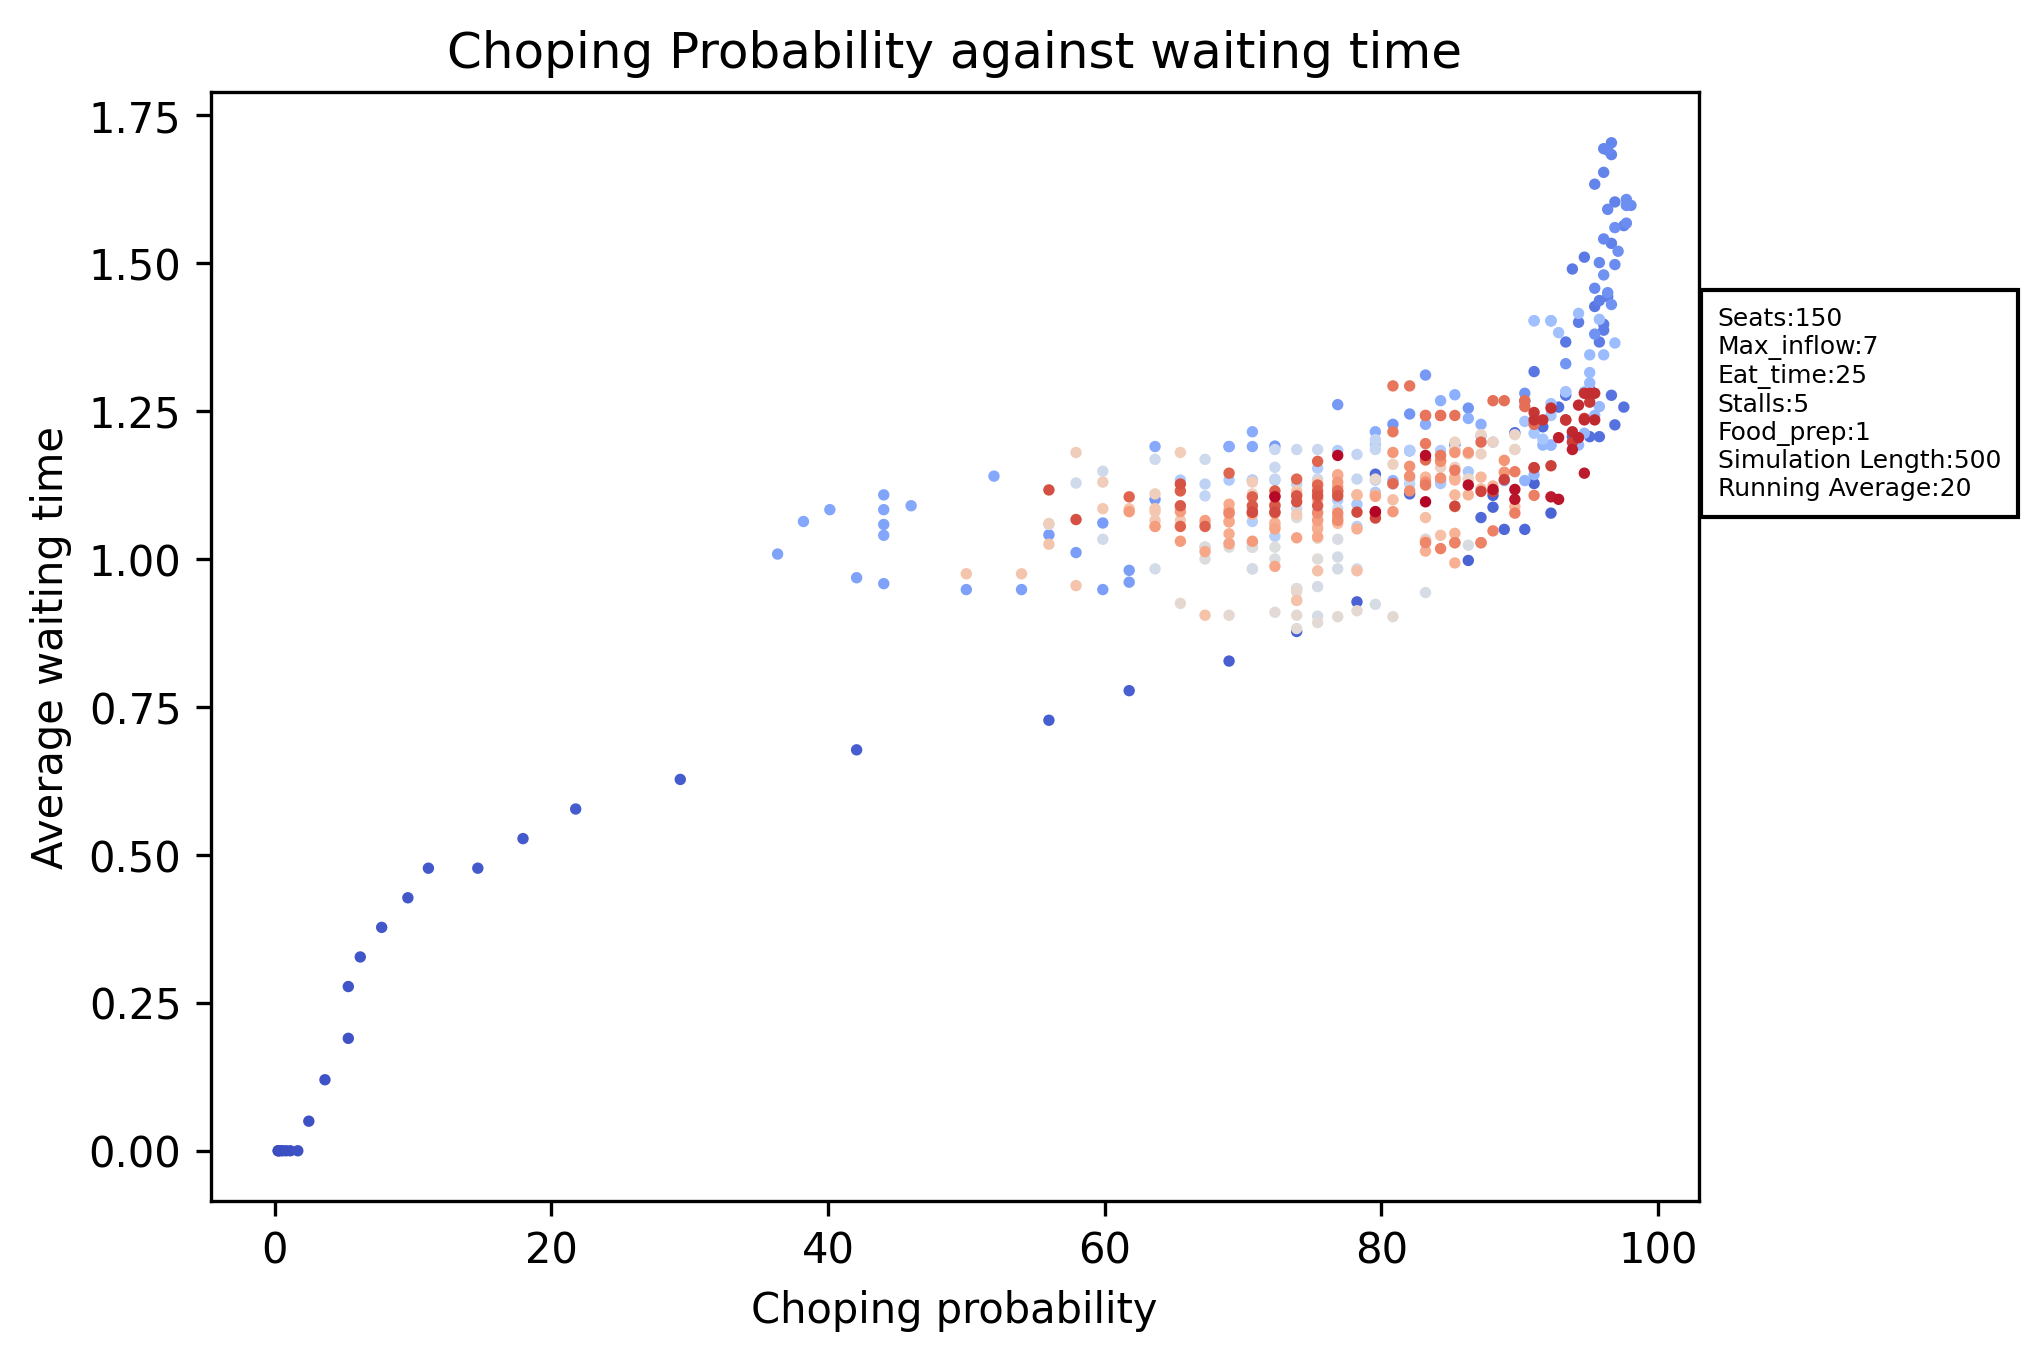 Choping Probability against waiting time
1.75
1.50
1.25
1.00
0.75
0.50
0.25
0.00
Average waiting time
0 20 40 60 80 100
Choping probability
Seats:150
Max_inflow:7
Eat_time:25
Stalls:5
Food_prep:1
Simulation Length:500
Running Average:20